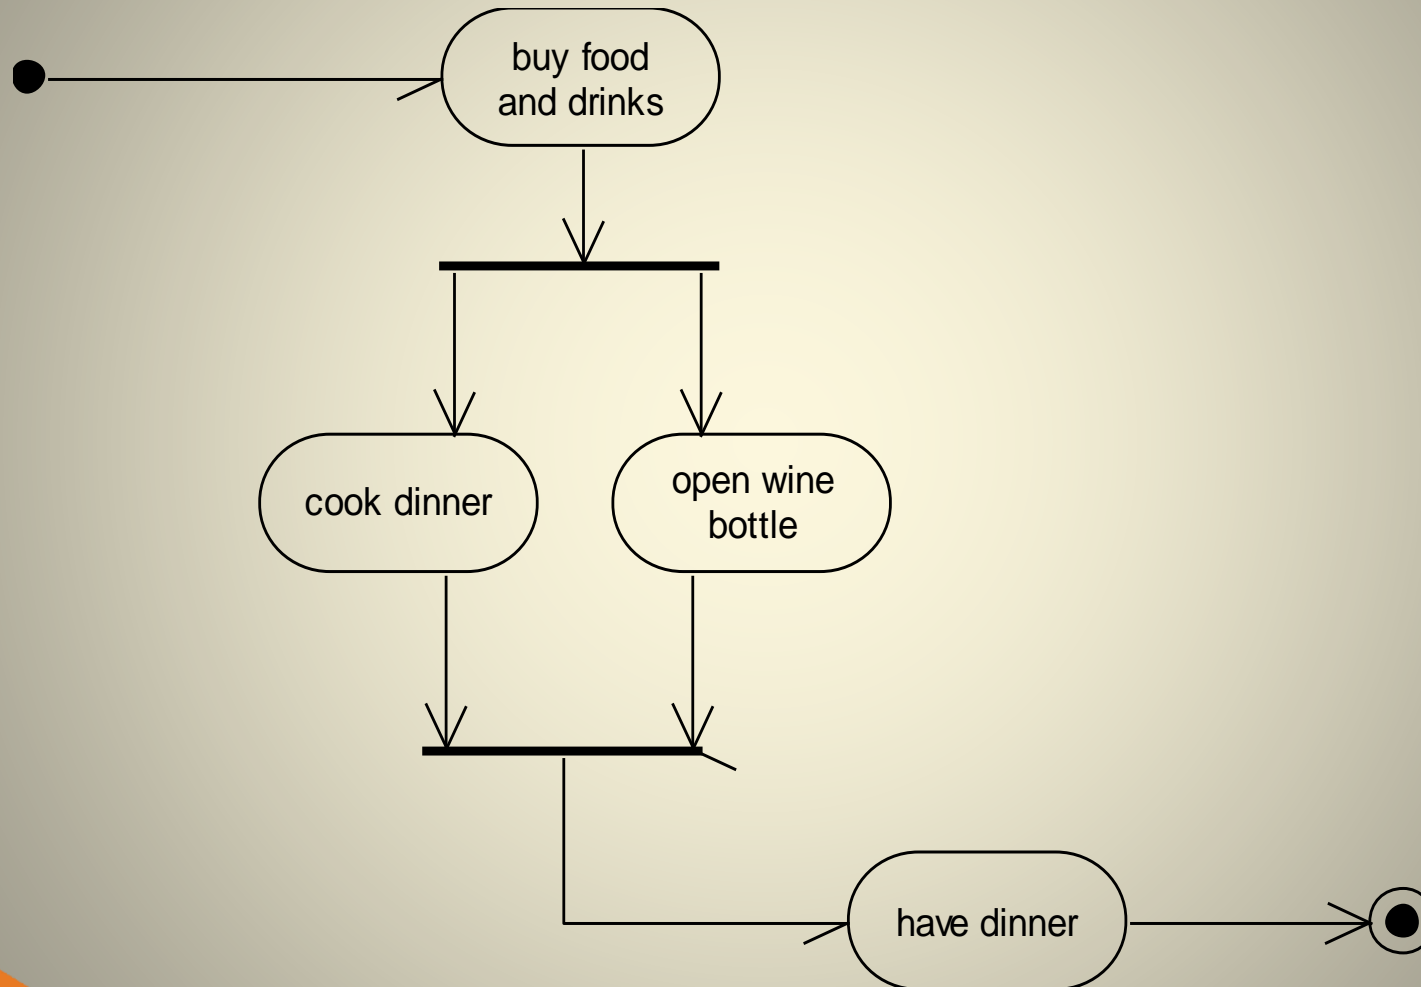 buy food
and drinks
cook dinner
open wine
bottle
have dinner